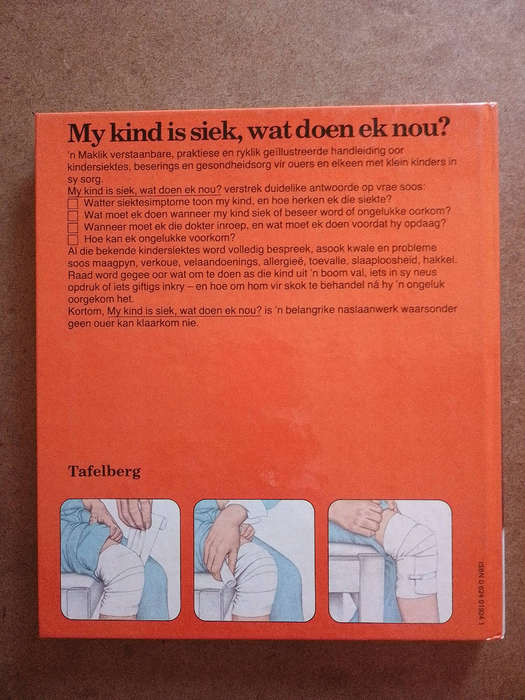 My kind is siek, wat doen ek nou?
'n Maklik verstaanbare, praktiese en ryklik geïllustreerde handleiding oor
kindersiektes, beserings en gesondheidsorg vir ouers en elkeen met klein kinders in
sy sorg.
My kind is siek, wat doen ek nou? verstrek duidelike antwoorde op vrae soos:
Watter siektesimptome toon my kind, en hoe herken ek die siekte?
Wat moet ek doen wanneer my kind siek of beseer word of ongelukke oorkom?
Wanneer moet ek die dokter inroep, en wat moet ek doen voordat hy opdaag?
Hoe kan ek ongelukke voorkom?
Al die bekende kindersiektes word volledig bespreek, asook kwale en probleme
soos maagpyn, verkoue, velaandoenings, allergieë, toevalle, slaaploosheid, hakkel.
Raad word gegee oor wat om te doen as die kind uit 'n boom val, iets in sy neus
opdruk of iets giftigs inkry – en hoe om hom vir skok te behandel ná hy 'n ongeluk
oorgekom het.
Kortom, My kind is siek, wat doen ek nou? is 'n belangrike naslaanwerk waarsonder
geen ouer kan klaarkom nie.
Tafelberg
ISBN 0 624 01924 1